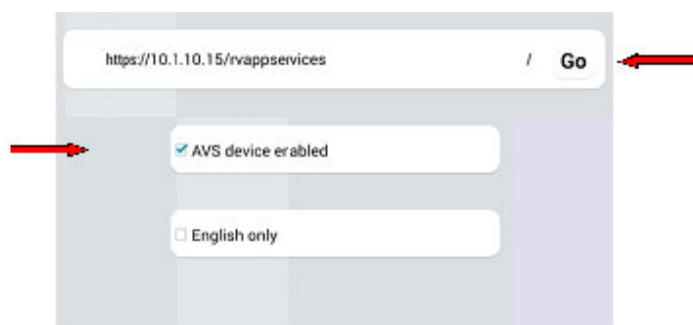 https://10.1.10.15/rvappservices / Go
AVS device erabled
English only